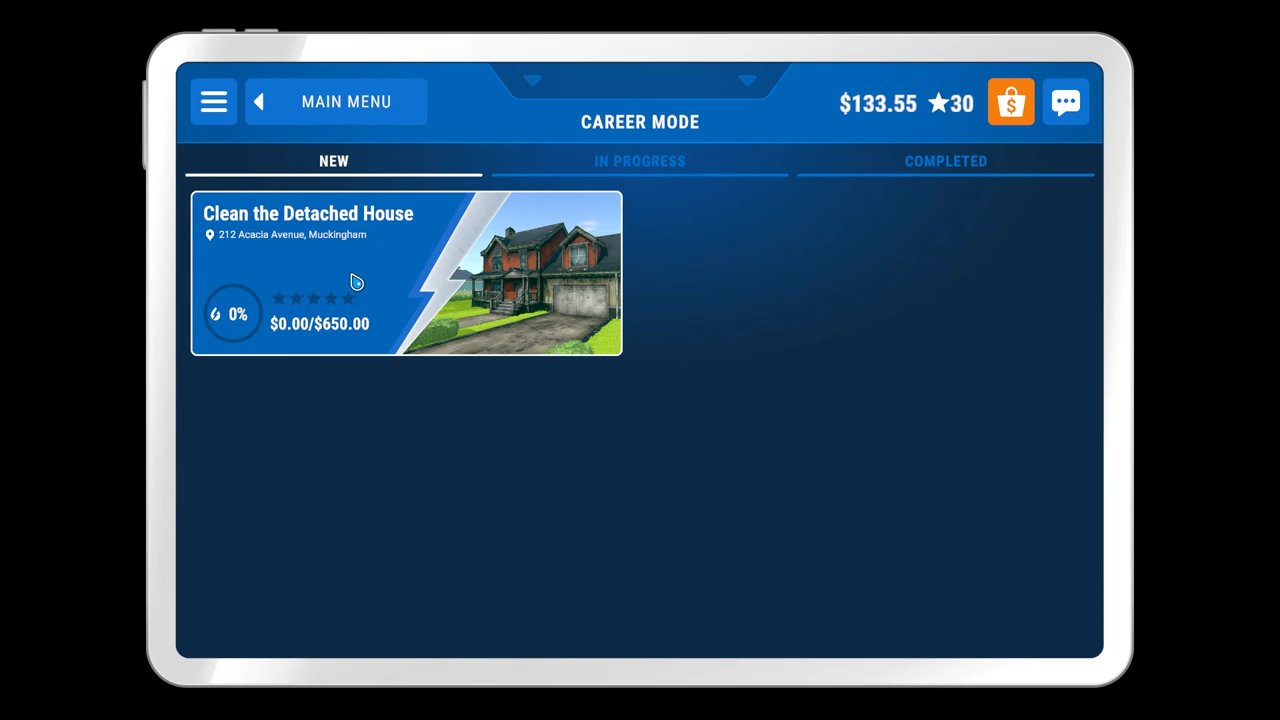 MAIN MENU
CAREER MODE
$133.55 ★30
$
NEW
IN PROGRESS
COMPLETED
Clean the Detached House
212 Acacia Avenue, Muckingham
0%
$0.00/$650.00